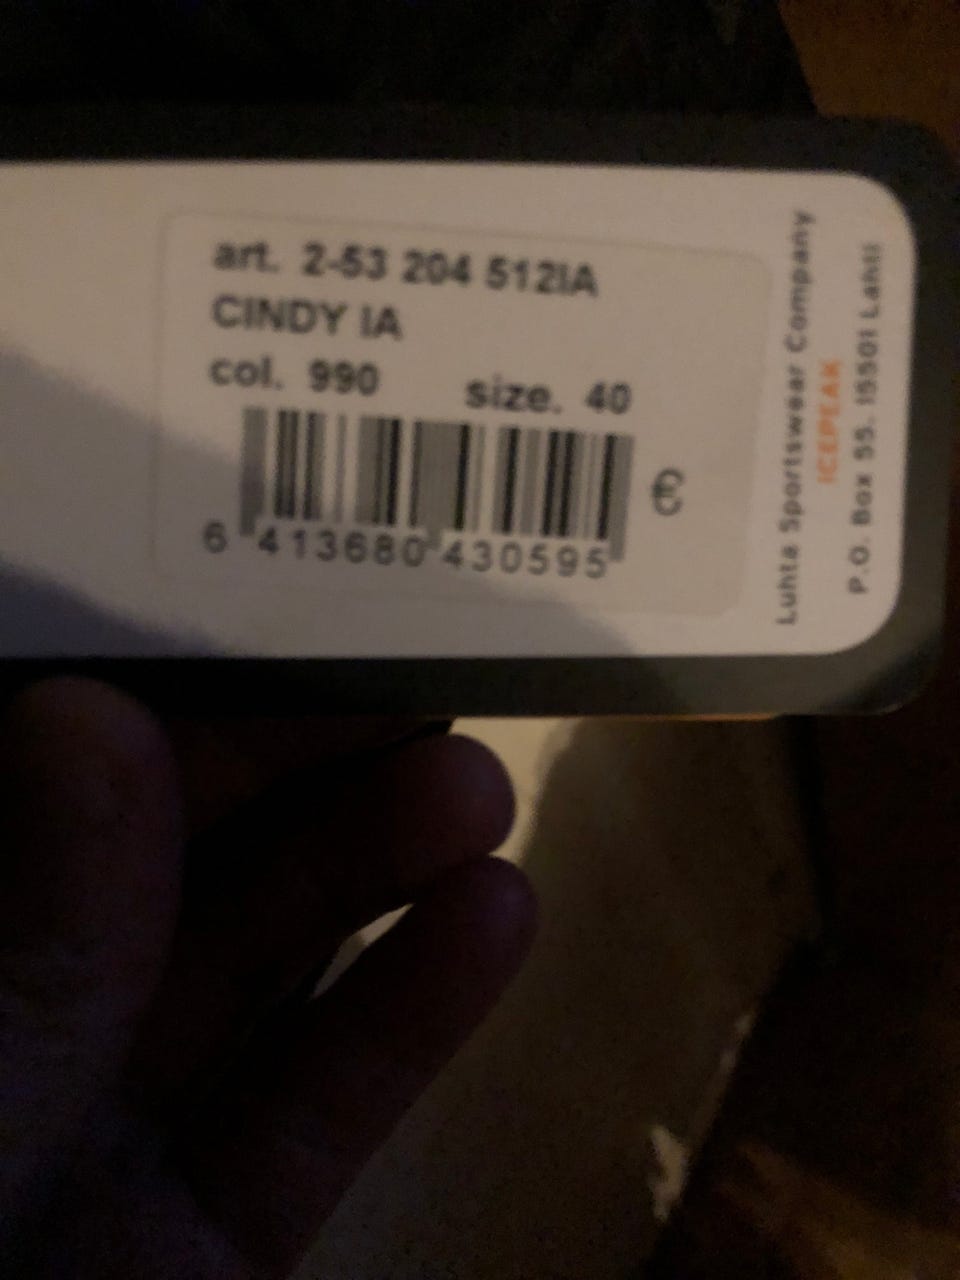 art. 2-53 204 512IA
CINDY IA
col. 990 size. 40
6 413680 430595
Luhta Sportswear Company
ICEPEAK
P.O. Box 55. 15501 Lahti